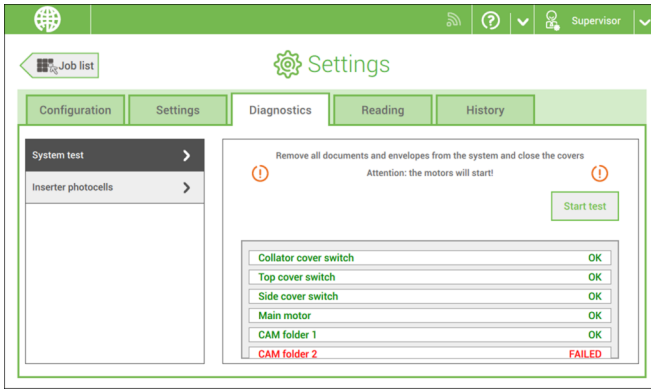 Supervisor
Job list
Settings
Configuration
Settings
Diagnostics
Reading
History
System test
Inserter photocells
Remove all documents and envelopes from the system and close the covers
Attention: the motors will start!
Start test
Collator cover switch OK
Top cover switch OK
Side cover switch OK
Main motor OK
CAM folder 1 OK
CAM folder 2 FAILED